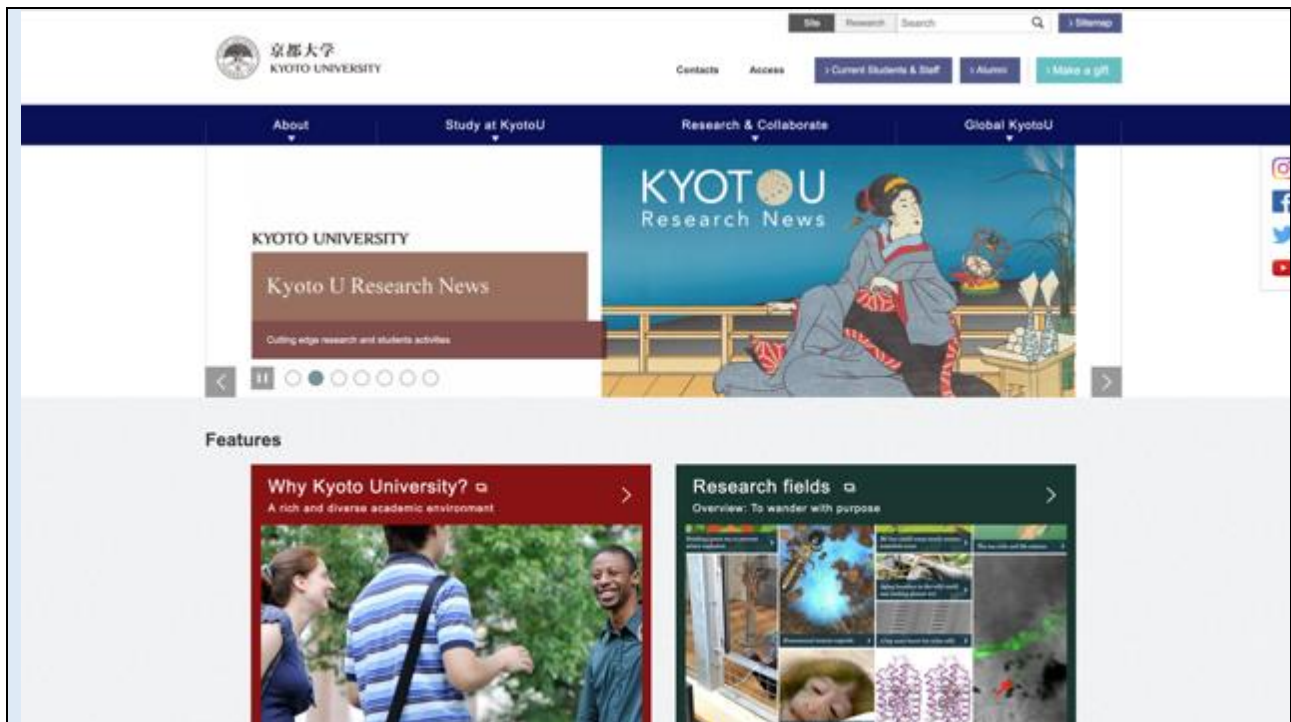 Site Research Search > Sitemap
京都大学
KYOTO UNIVERSITY
Contacts Access > Current Students & Staff > Alumni > Make a gift
About Study at KyotoU Research & Collaborate Global KyotoU
KYOTO U
Research News
KYOTO UNIVERSITY
Kyoto U Research News
Cutting edge research and students activities
Features
Why Kyoto University?
A rich and diverse academic environment
Research fields
Overview: To wander with purpose